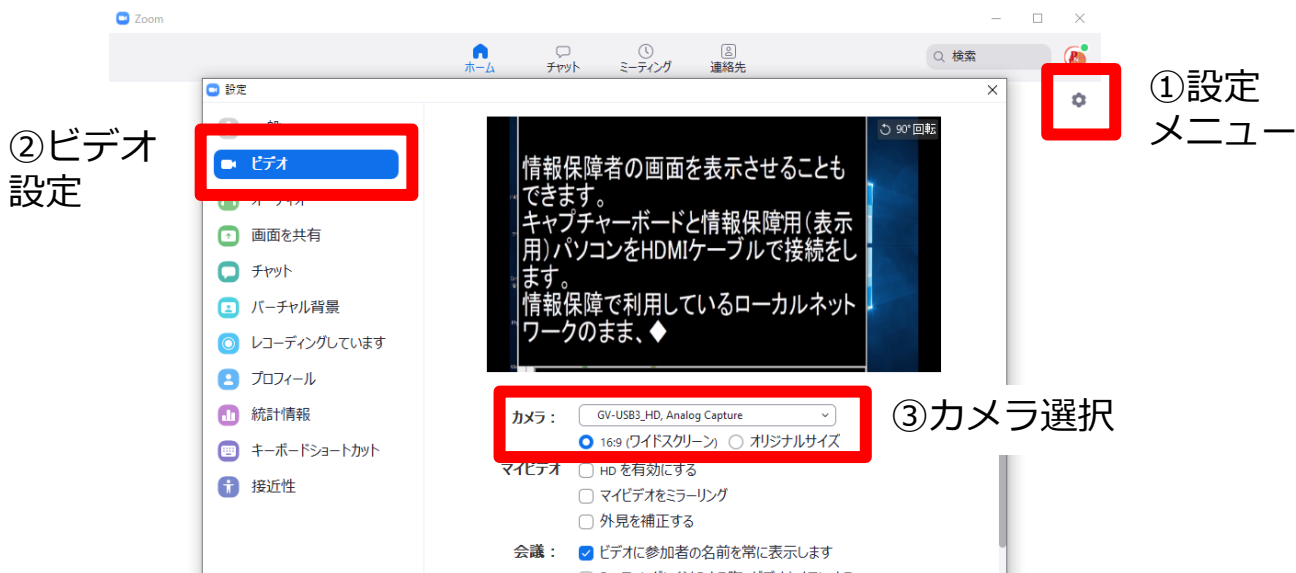 Zoom
ホーム
チャット
ミーティング
連絡先
検索
①設定
メニュー
設定
②ビデオ
設定
ビデオ
画面を共有
チャット
バーチャル背景
レコーディングしています
プロフィール
統計情報
キーボードショートカット
接近性
90°回転
情報保障者の画面を表示させることも
できます。
キャプチャーボードと情報保障用(表示
用)パソコンをHDMIケーブルで接続をし
ます。
情報保障で利用しているローカルネット
ワークのまま、◆
カメラ: GV-USB3_HD, Analog Capture
16:9 (ワイドスクリーン) オリジナルサイズ
③カメラ選択
マイビデオ HD を有効にする
マイビデオをミラーリング
外見を補正する
会議: ビデオに参加者の名前を常に表示します